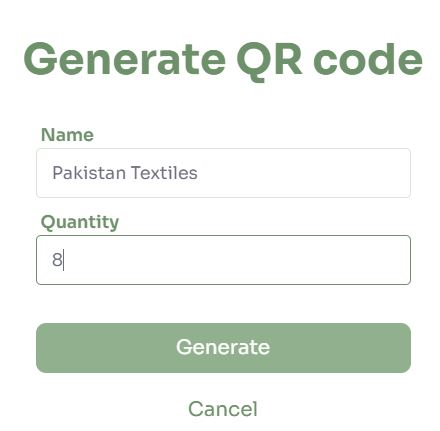 Generate QR code
Name
Pakistan Textiles
Quantity
8
Generate
Cancel